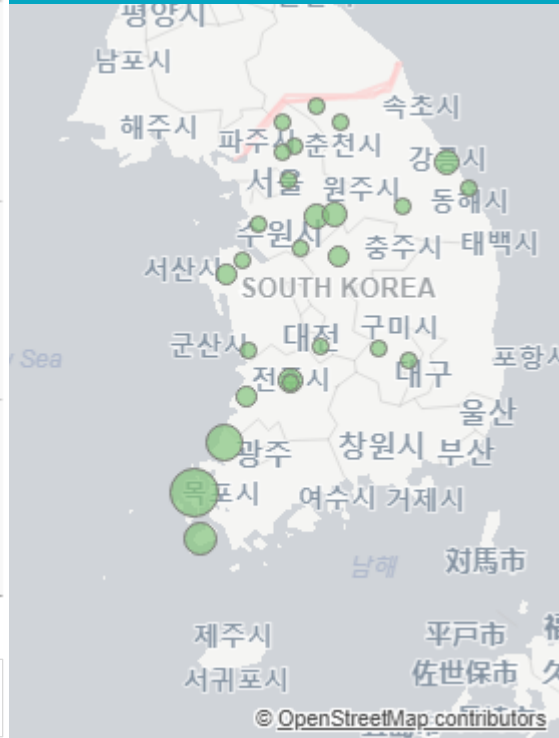 평양시
남포시
해주시
속초시
파주시
춘천시
강릉시
서울
원주시
동해시
수원시
충주시
태백시
서산시
SOUTH KOREA
군산시
대전
구미시
Sea
전주시
대구
포항시
울산
광주
창원시
부산
목포시
여수시
거제시
남해
対馬市
제주시
平戸市
서귀포시
佐世保市
© OpenStreetMap contributors